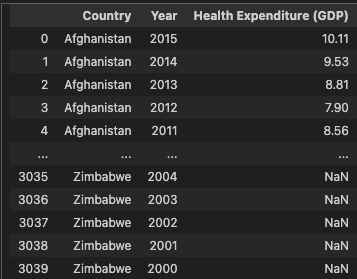 Country Year Health Expenditure (GDP)
0 Afghanistan 2015 10.11
1 Afghanistan 2014 9.53
2 Afghanistan 2013 8.81
3 Afghanistan 2012 7.90
4 Afghanistan 2011 8.56
... ... ... ...
3035 Zimbabwe 2004 NaN
3036 Zimbabwe 2003 NaN
3037 Zimbabwe 2002 NaN
3038 Zimbabwe 2001 NaN
3039 Zimbabwe 2000 NaN